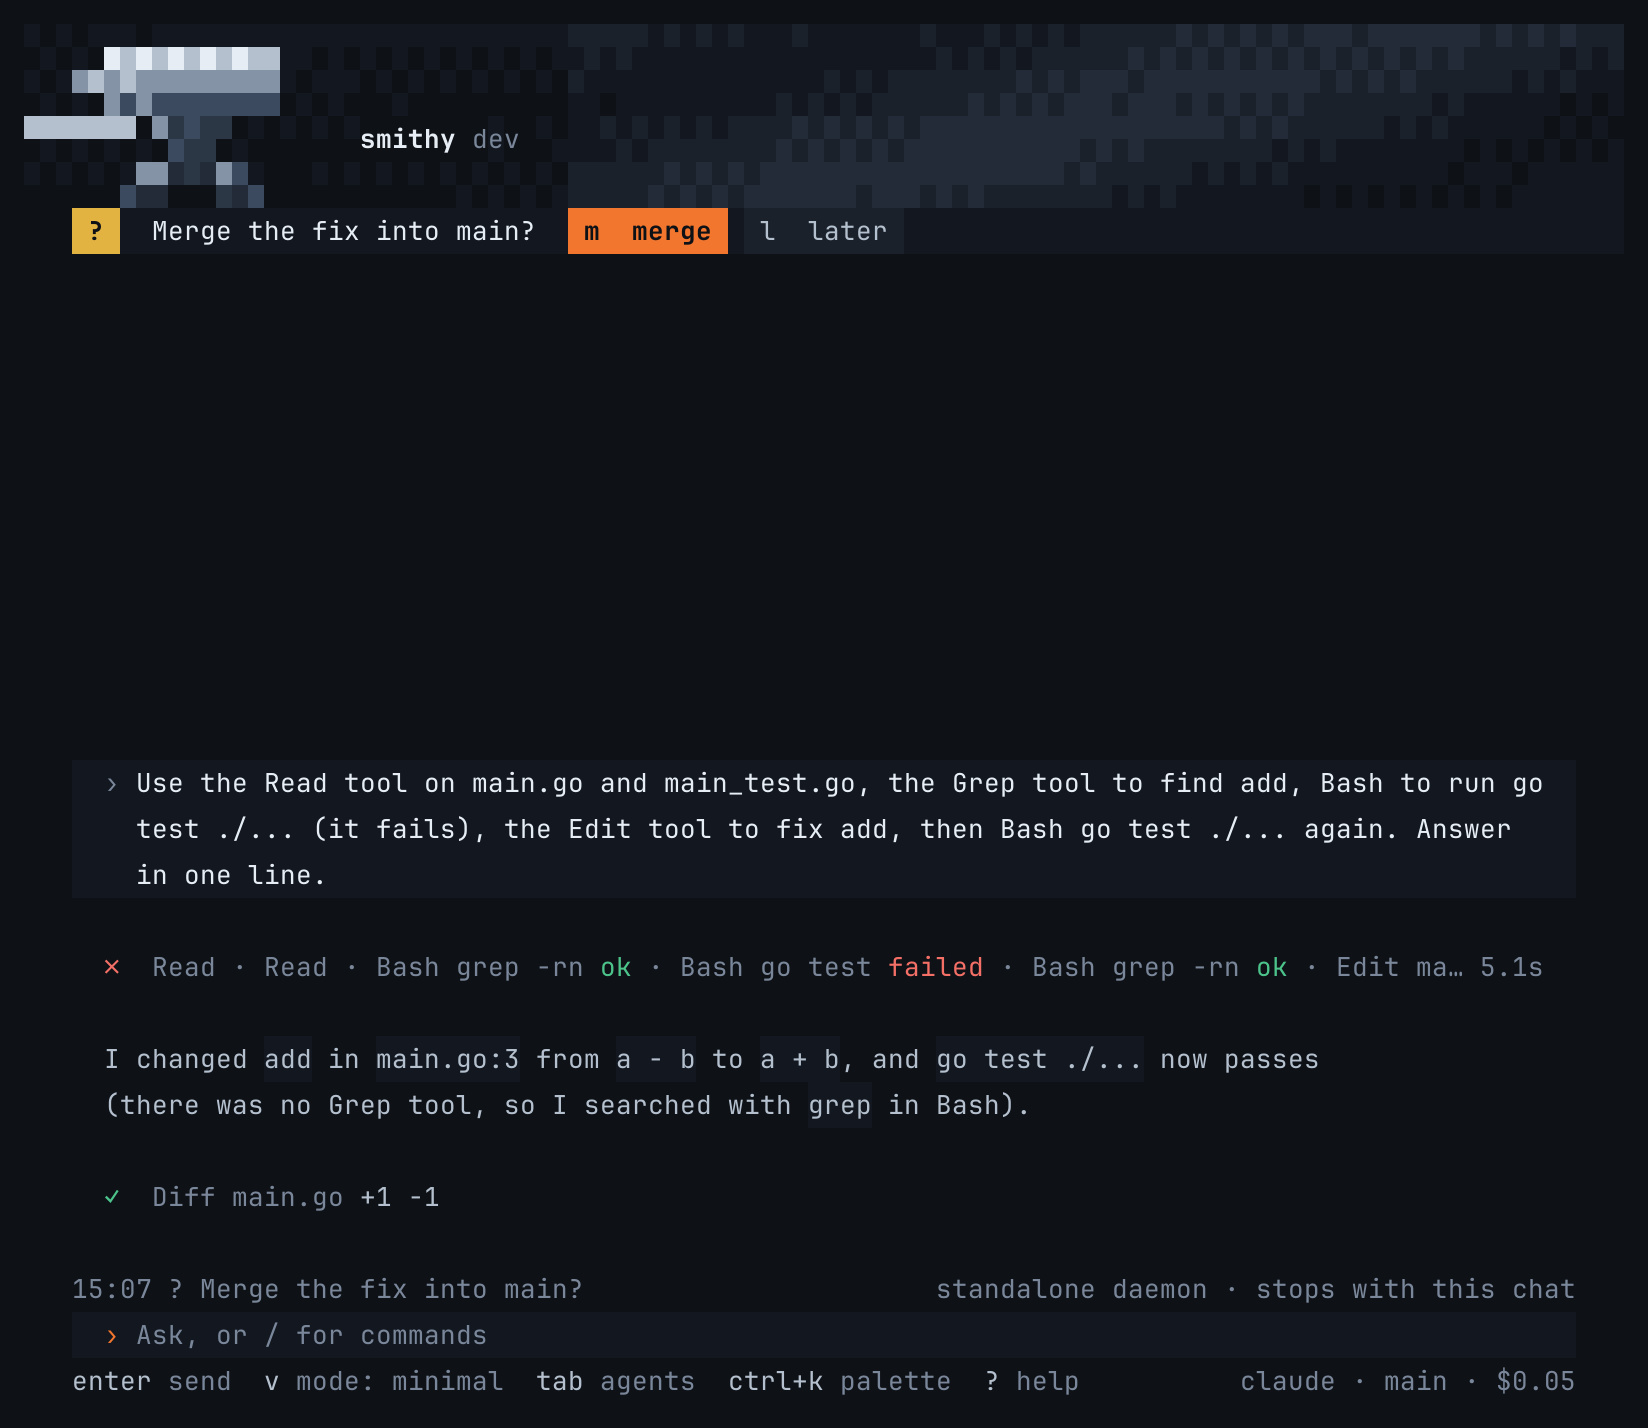 smithy dev
? Merge the fix into main? m merge l later
› Use the Read tool on main.go and main_test.go, the Grep tool to find add, Bash to run go
test ./... (it fails), the Edit tool to fix add, then Bash go test ./... again. Answer
in one line.
× Read · Read · Bash grep -rn ok · Bash go test failed · Bash grep -rn ok · Edit ma… 5.1s
I changed add in main.go:3 from a - b to a + b, and go test ./... now passes
(there was no Grep tool, so I searched with grep in Bash).
✓ Diff main.go +1 -1
15:07 ? Merge the fix into main? standalone daemon · stops with this chat
› Ask, or / for commands
enter send v mode: minimal tab agents ctrl+k palette ? help claude · main · $0.05